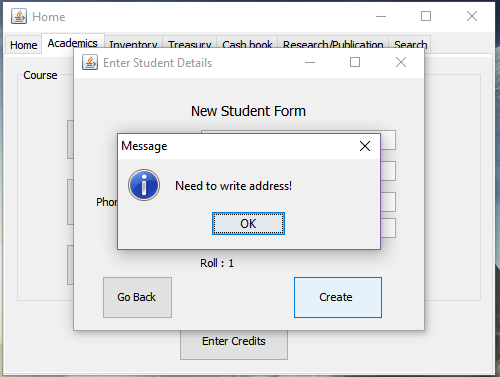 Home
Home Academics Inventory Treasury Cash book Research/Publication Search
Enter Student Details
Course
New Student Form
Message
Need to write address!
OK
Roll : 1
Go Back
Create
Enter Credits